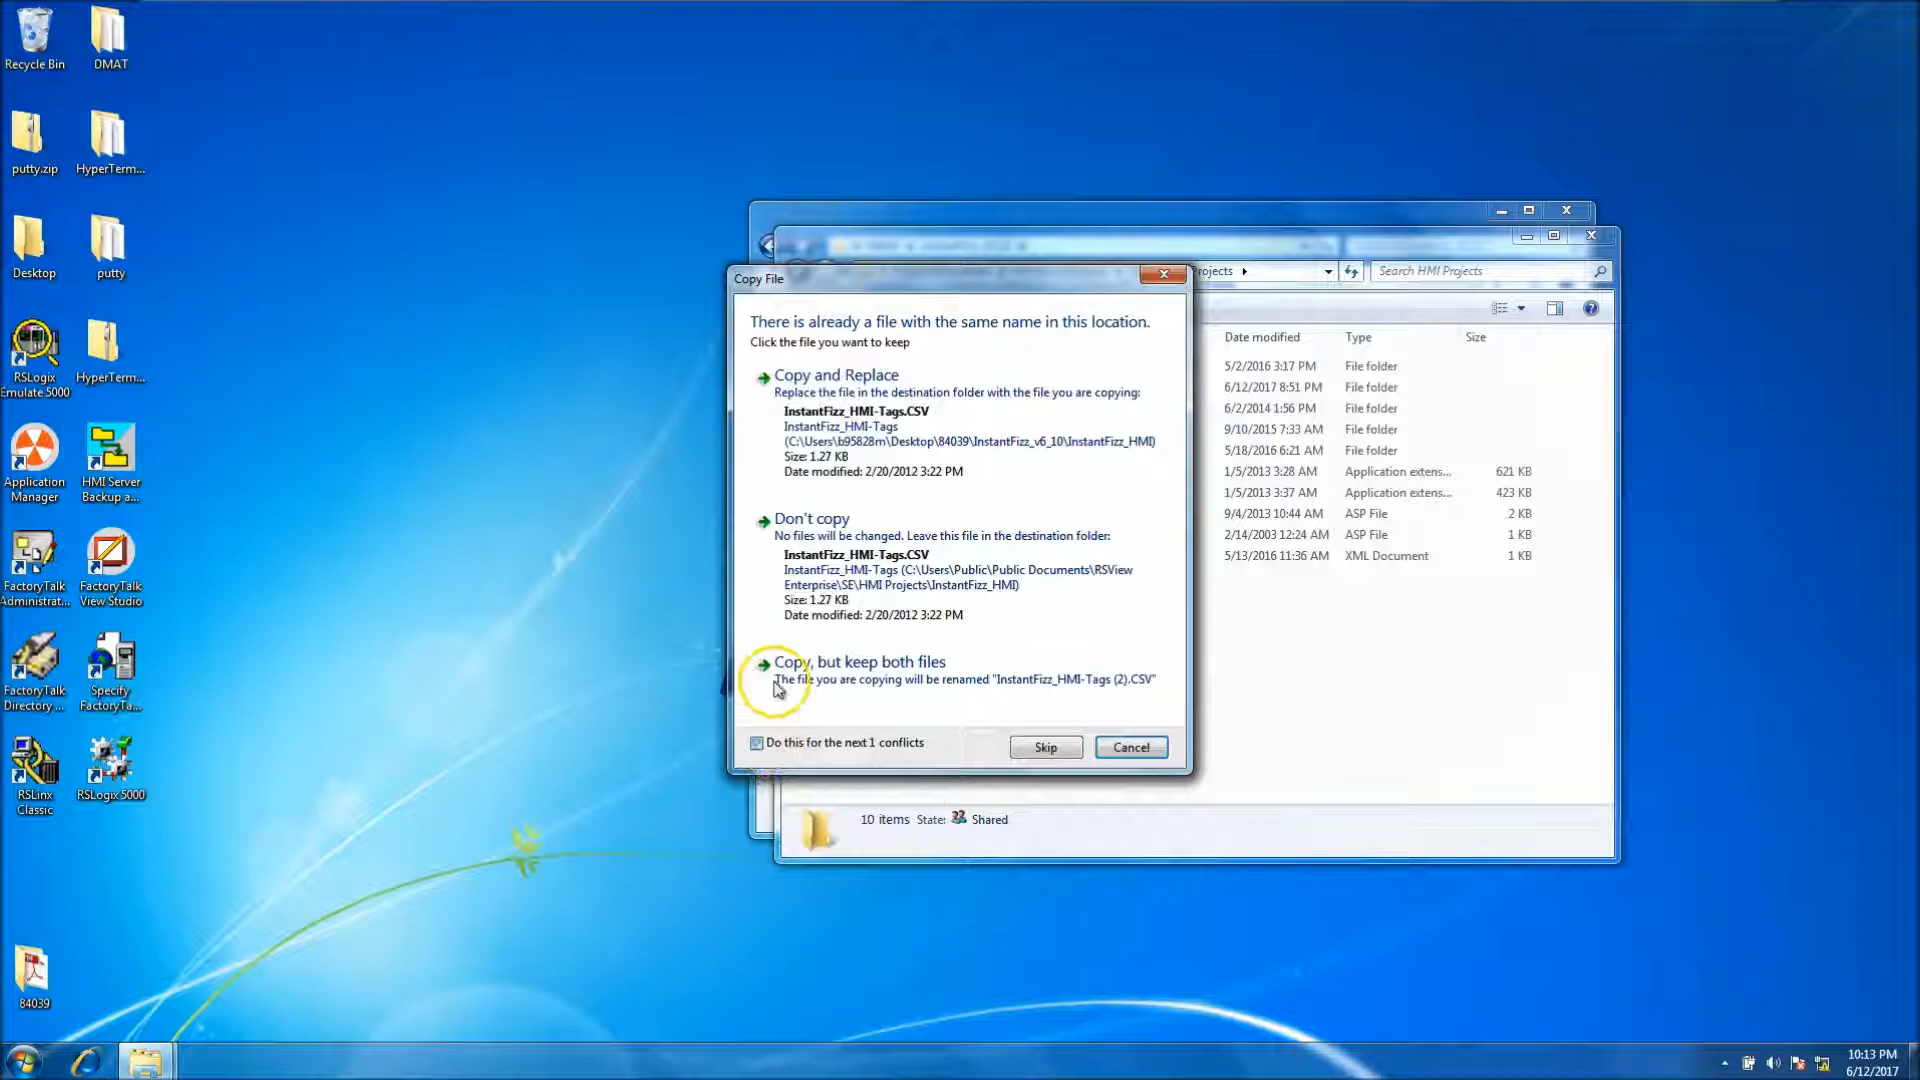 Recycle Bin
DMAT
putty.zip
HyperTerm...
Desktop
putty
RSLogix
Emulate 5000
HyperTerm...
Application
Manager
HMI Server
Backup a...
FactoryTalk
Administrat...
FactoryTalk
View Studio
FactoryTalk
Directory ...
Specify
FactoryTa...
RSLinx
Classic
RSLogix 5000
84039
Copy File
There is already a file with the same name in this location.
Click the file you want to keep
Copy and Replace
Replace the file in the destination folder with the file you are copying:
InstantFizz_HMI-Tags.CSV
InstantFizz_HMI-Tags
(C:\Users\b95828m\Desktop\84039\InstantFizz_v6_10\InstantFizz_HMI)
Size: 1.27 KB
Date modified: 2/20/2012 3:22 PM
Don't copy
No files will be changed. Leave this file in the destination folder:
InstantFizz_HMI-Tags.CSV
InstantFizz_HMI-Tags (C:\Users\Public\Public Documents\RSView
Enterprise\SE\HMI Projects\InstantFizz_HMI)
Size: 1.27 KB
Date modified: 2/20/2012 3:22 PM
Copy, but keep both files
The file you are copying will be renamed "InstantFizz_HMI-Tags (2).CSV"
Do this for the next 1 conflicts
Skip
Cancel
Projects
Search HMI Projects
Date modified Type Size
5/2/2016 3:17 PM File folder
6/12/2017 8:51 PM File folder
6/2/2014 1:56 PM File folder
9/10/2015 7:33 AM File folder
5/18/2016 6:21 AM File folder
1/5/2013 3:28 AM Application extens... 621 KB
1/5/2013 3:37 AM Application extens... 423 KB
9/4/2013 10:44 AM ASP File 2 KB
2/14/2003 12:24 AM ASP File 1 KB
5/13/2016 11:36 AM XML Document 1 KB
10 items State: Shared
10:13 PM
6/12/2017